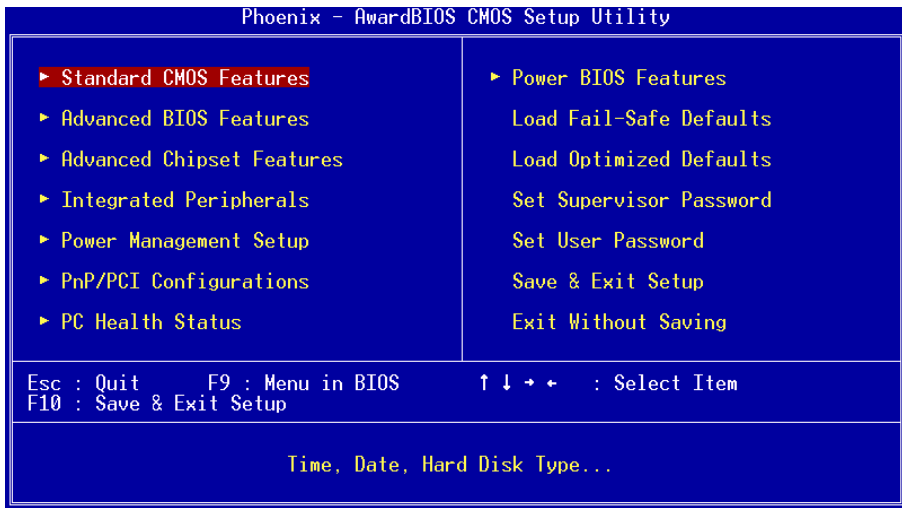 Phoenix - AwardBIOS CMOS Setup Utility
► Standard CMOS Features
► Advanced BIOS Features
► Advanced Chipset Features
► Integrated Peripherals
► Power Management Setup
► PnP/PCI Configurations
► PC Health Status
► Power BIOS Features
Load Fail-Safe Defaults
Load Optimized Defaults
Set Supervisor Password
Set User Password
Save & Exit Setup
Exit Without Saving
Esc : Quit F9 : Menu in BIOS ↑ ↓ → ← : Select Item
F10 : Save & Exit Setup
Time, Date, Hard Disk Type...